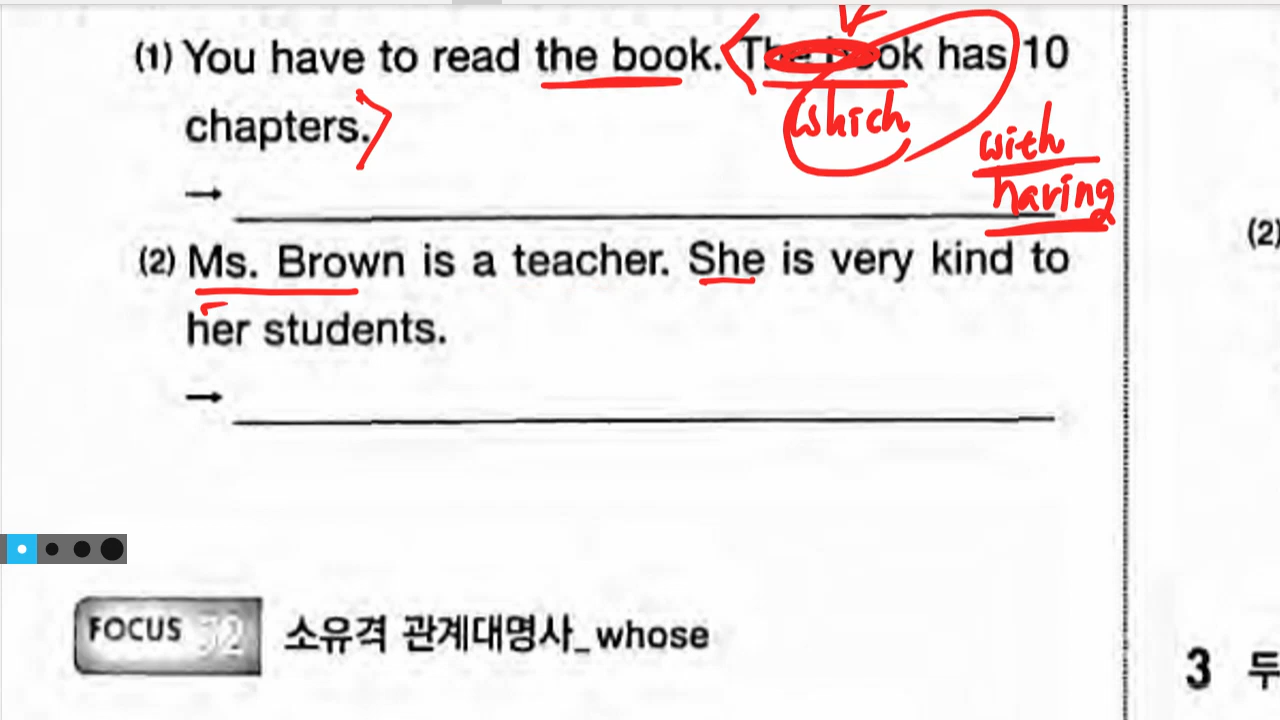 (1) You have to read the book. The book has 10
which
chapters.
with
having
→
(2) Ms. Brown is a teacher. She is very kind to
her students.
→
(2)
FOCUS 52 소유격 관계대명사_whose
3 두